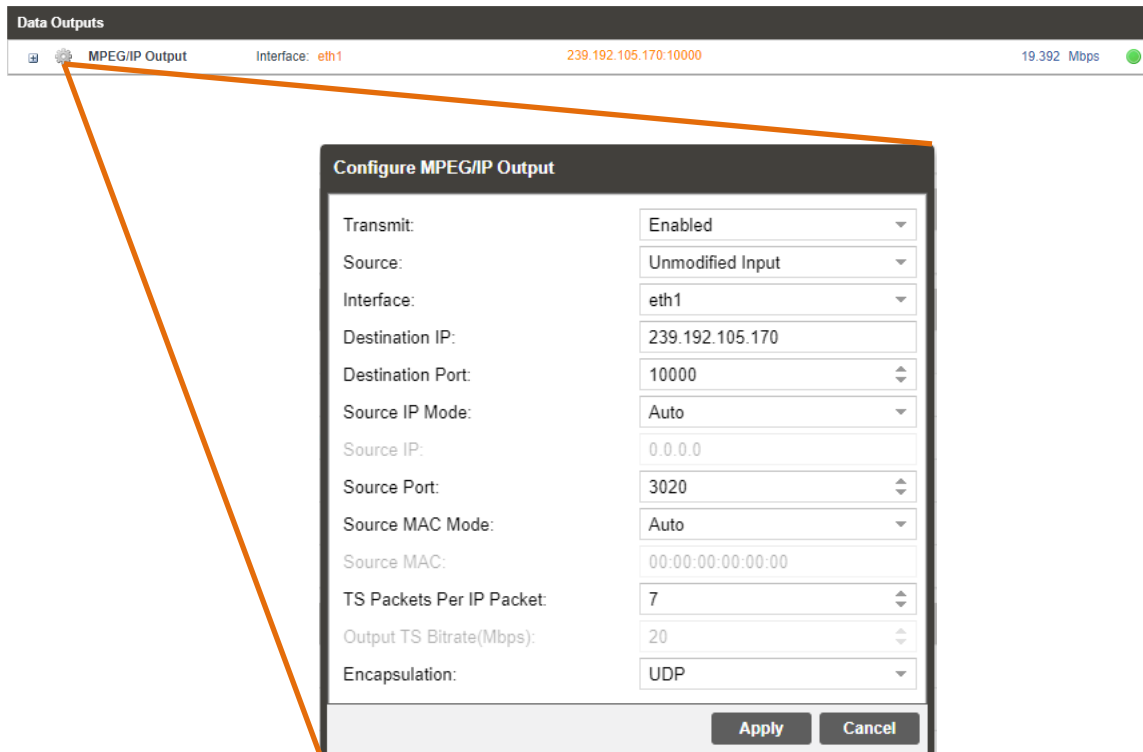 Data Outputs
MPEG/IP Output Interface: eth1 239.192.105.170:10000 19.392 Mbps
Configure MPEG/IP Output
Transmit: Enabled
Source: Unmodified Input
Interface: eth1
Destination IP: 239.192.105.170
Destination Port: 10000
Source IP Mode: Auto
Source IP: 0.0.0.0
Source Port: 3020
Source MAC Mode: Auto
Source MAC: 00:00:00:00:00:00
TS Packets Per IP Packet: 7
Output TS Bitrate(Mbps): 20
Encapsulation: UDP
Apply Cancel